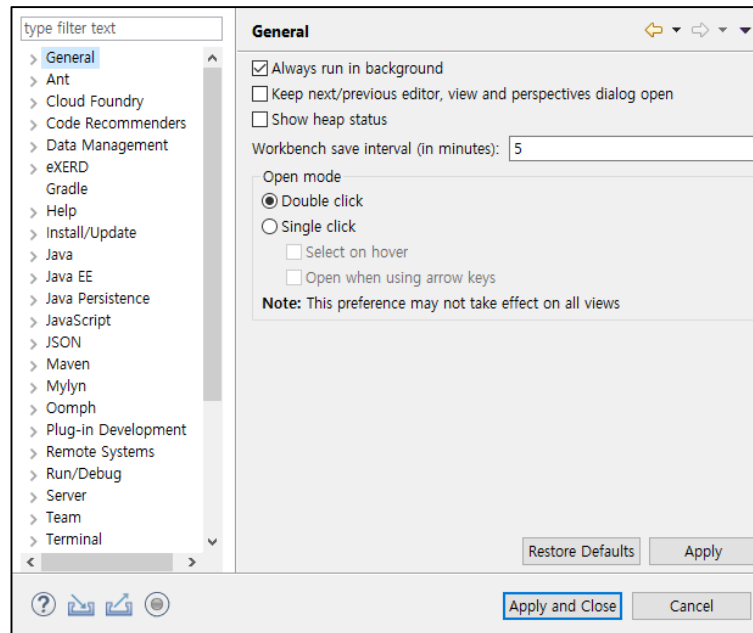 type filter text
General
Ant
Cloud Foundry
Code Recommenders
Data Management
eXERD
Gradle
Help
Install/Update
Java
Java EE
Java Persistence
JavaScript
JSON
Maven
Mylyn
Oomph
Plug-in Development
Remote Systems
Run/Debug
Server
Team
Terminal
General
Always run in background
Keep next/previous editor, view and perspectives dialog open
Show heap status
Workbench save interval (in minutes): 5
Open mode
Double click
Single click
Select on hover
Open when using arrow keys
Note: This preference may not take effect on all views
Restore Defaults Apply
Apply and Close Cancel